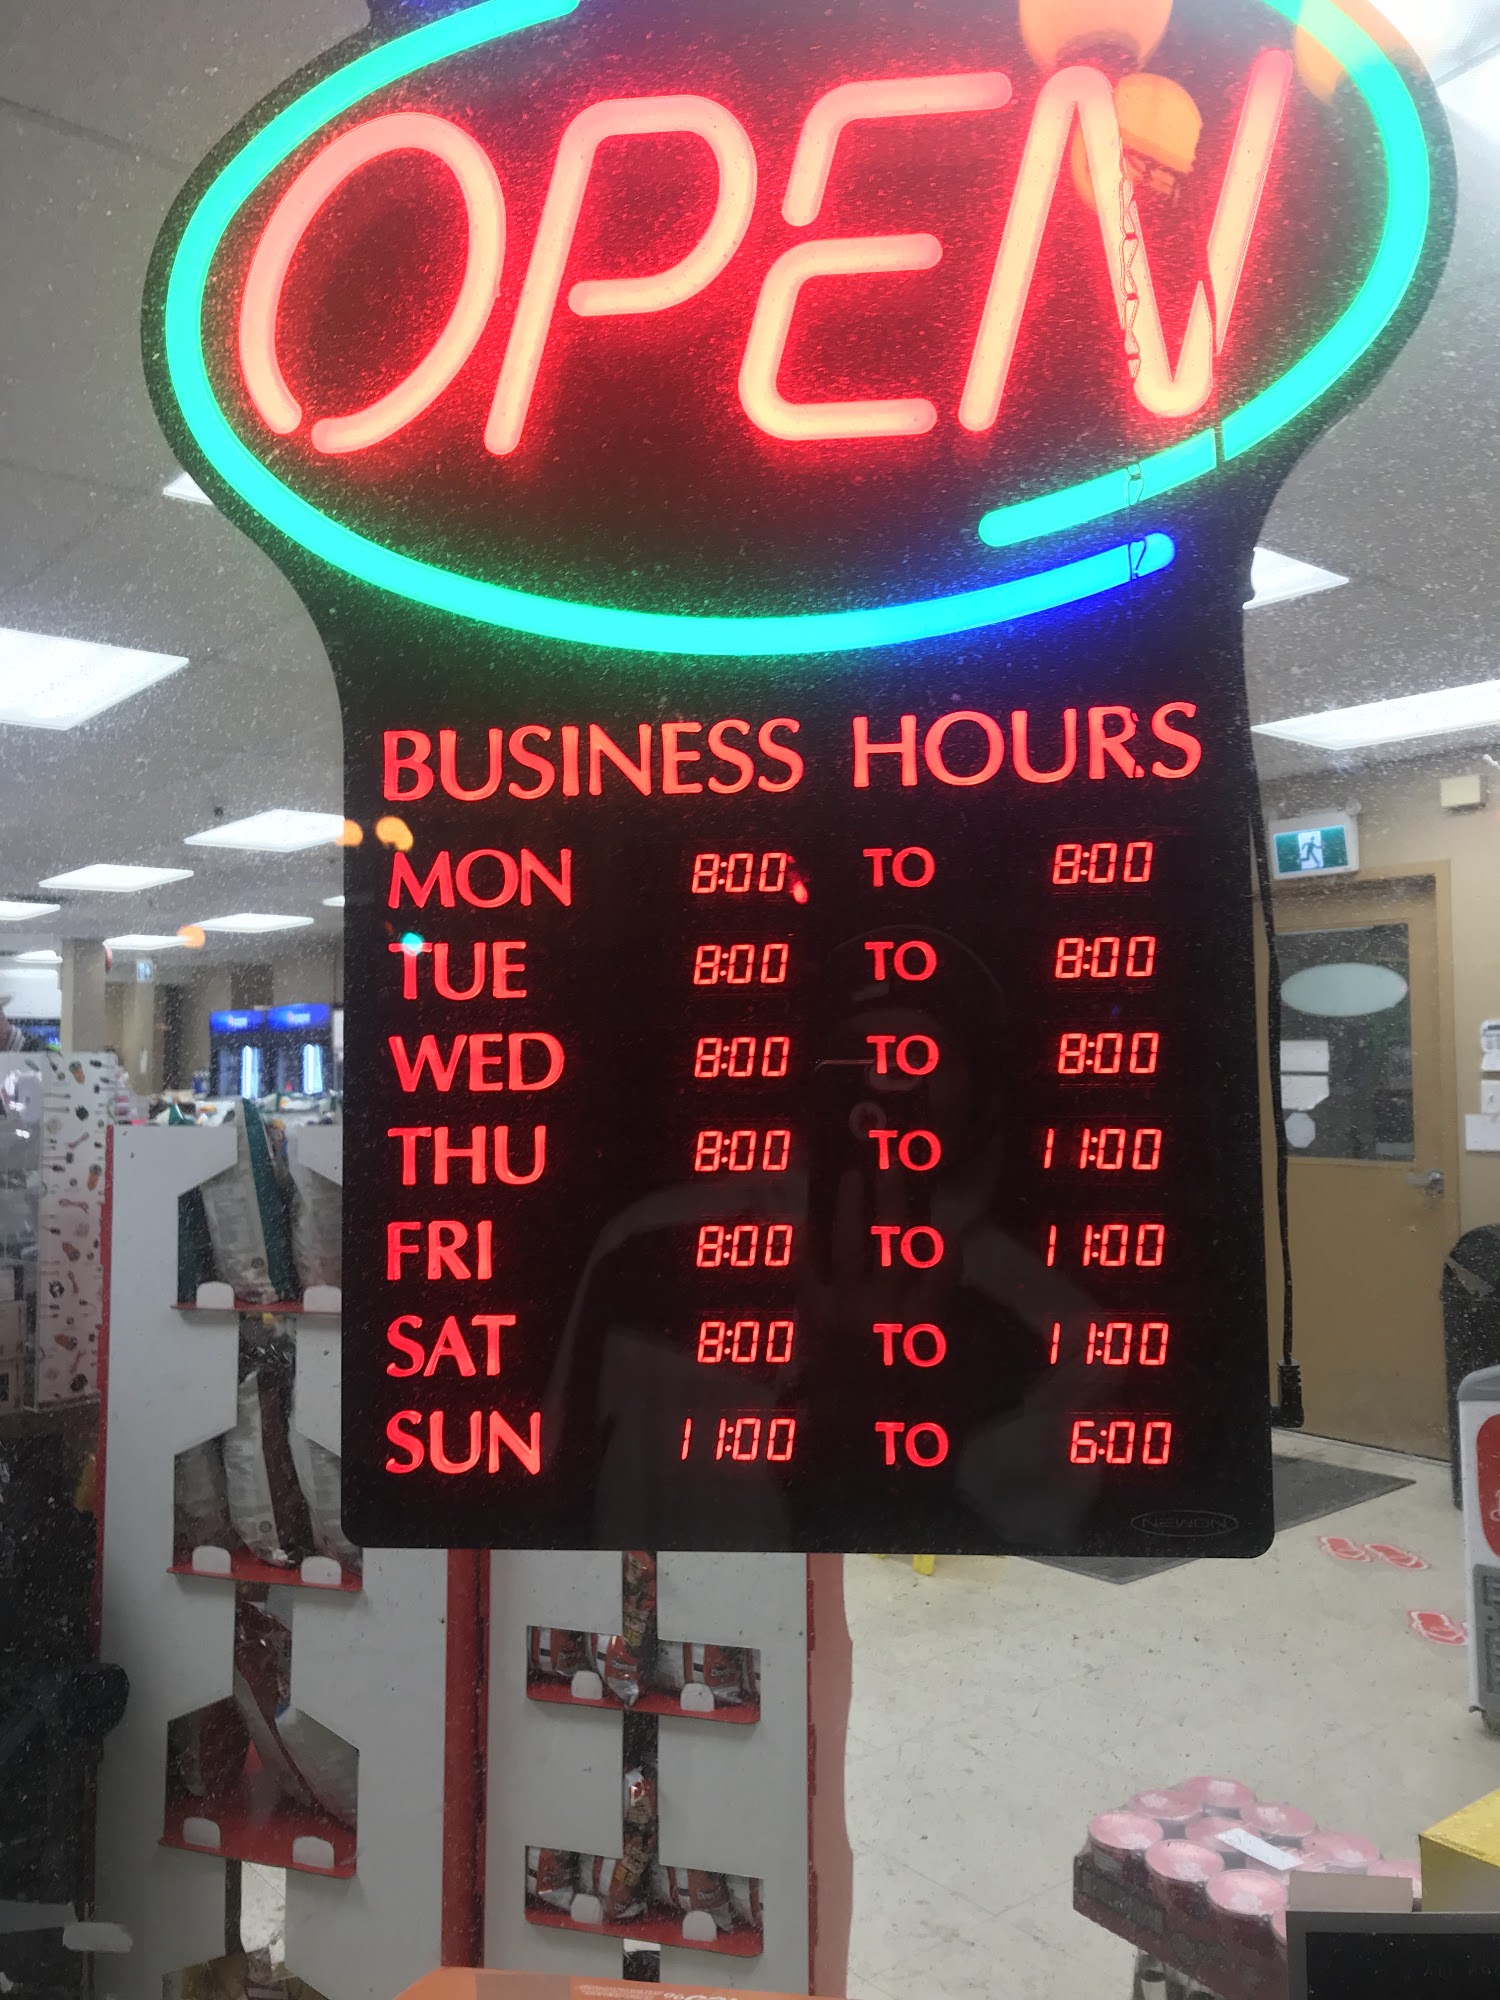 OPEN
BUSINESS HOURS
MON 8:00 TO 8:00
TUE 8:00 TO 8:00
WED 8:00 TO 8:00
THU 8:00 TO 11:00
FRI 8:00 TO 11:00
SAT 8:00 TO 11:00
SUN 11:00 TO 6:00
NEWON